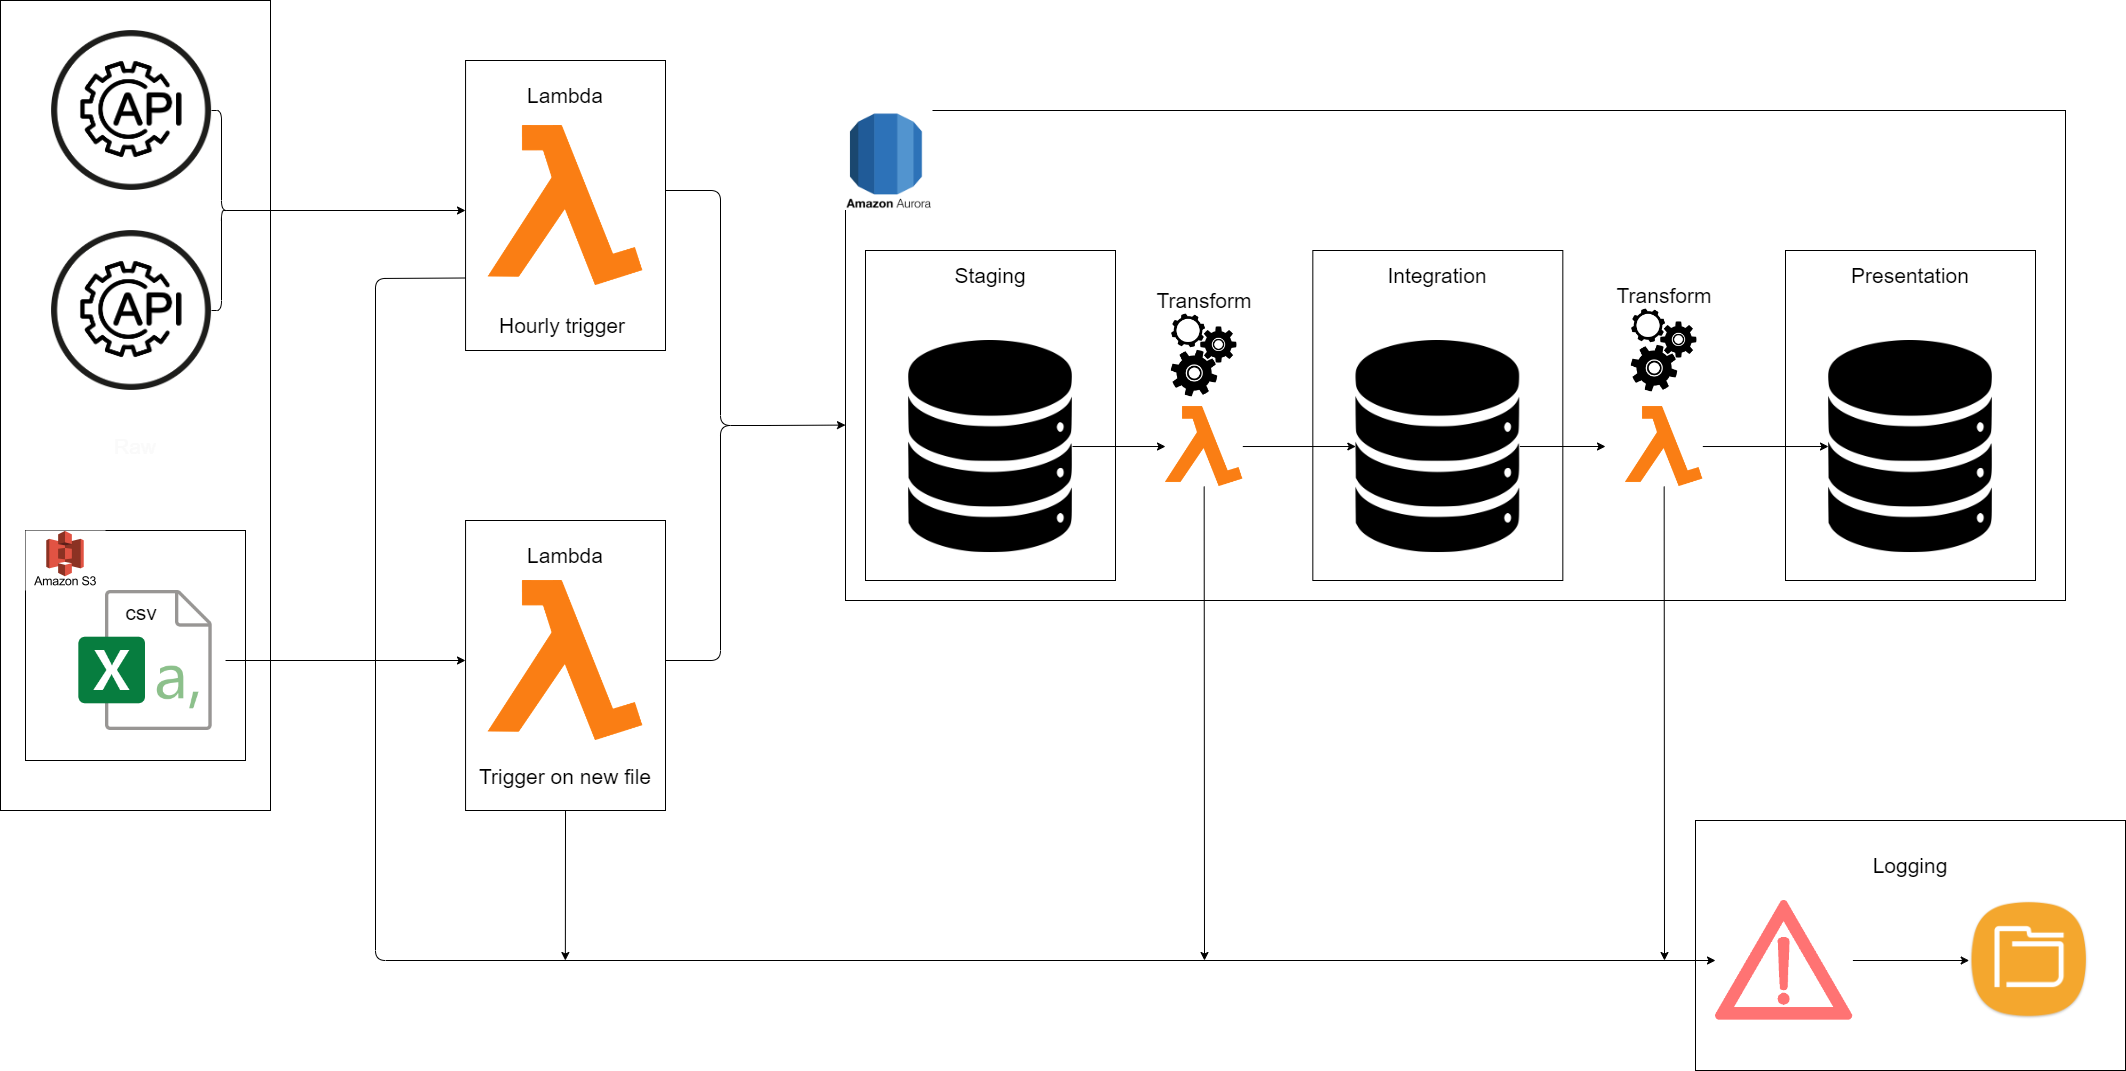 API
API
Raw
Amazon S3
CSV
X
a,
Lambda
Hourly trigger
Lambda
Trigger on new file
Amazon Aurora
Staging
Transform
Integration
Transform
Presentation
Logging